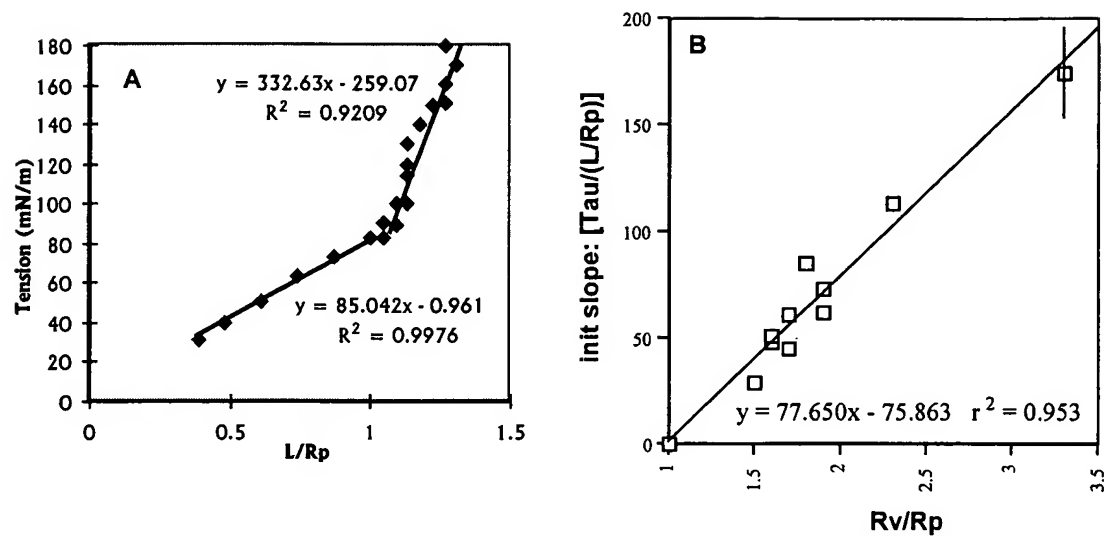 A
y = 332.63x - 259.07
R² = 0.9209
y = 85.042x - 0.961
R² = 0.9976
Tension (mN/m)
180
160
140
120
100
80
60
40
20
0
0 0.5 1 1.5
L/Rp
B
init slope: [Tau/(L/Rp)]
200
150
100
50
0
y = 77.650x - 75.863 r² = 0.953
1 1.5 2 2.5 3 3.5
Rv/Rp